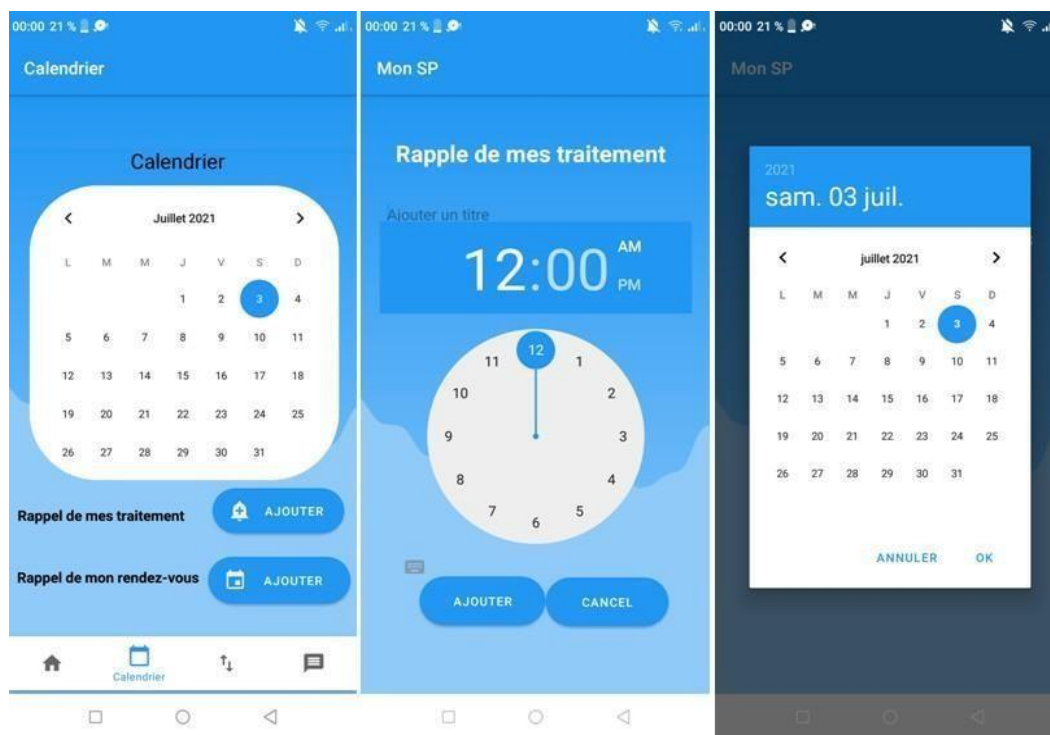 00:00 21 %
Calendrier
Calendrier
Juillet 2021
L M M J V S D
1 2 3 4
5 6 7 8 9 10 11
12 13 14 15 16 17 18
19 20 21 22 23 24 25
26 27 28 29 30 31
Rappel de mes traitement
AJOUTER
Rappel de mon rendez-vous
AJOUTER
Calendrier
00:00 21 %
Mon SP
Rapple de mes traitement
Ajouter un titre
12:00 AM PM
12
11 1
10 2
9 3
8 4
7 5
6
AJOUTER CANCEL
00:00 21 %
Mon SP
2021
sam. 03 juil.
juillet 2021
L M M J V S D
1 2 3 4
5 6 7 8 9 10 11
12 13 14 15 16 17 18
19 20 21 22 23 24 25
26 27 28 29 30 31
ANNULER OK